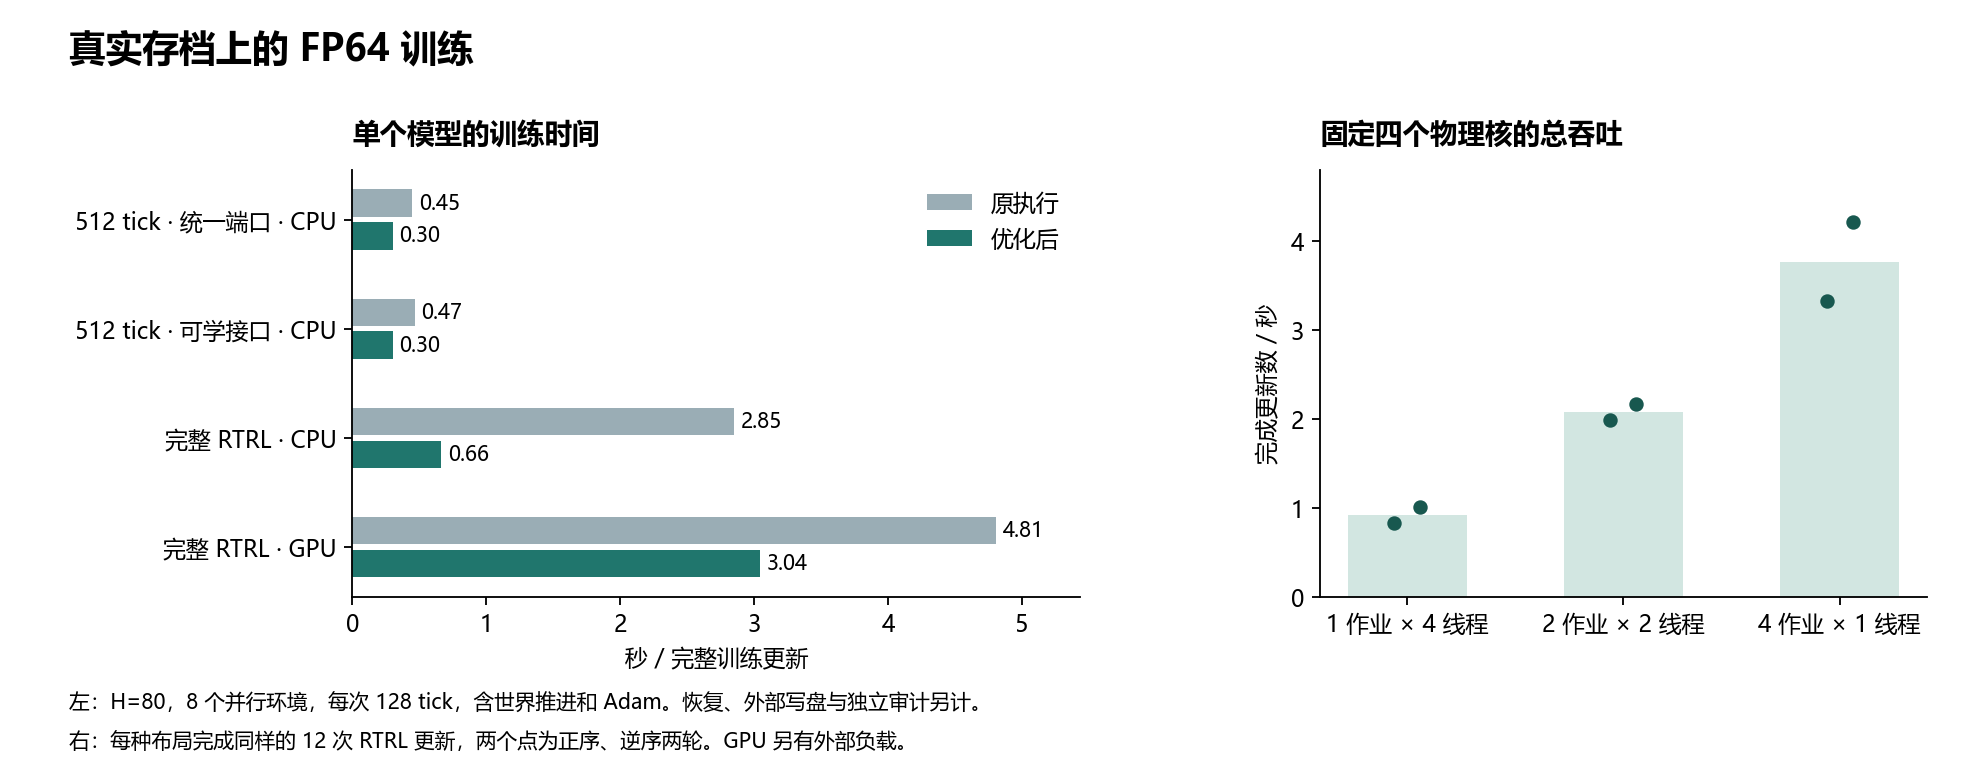 真实存档上的 FP64 训练
单个模型的训练时间
512 tick · 统一端口 · CPU
0.45
0.30
512 tick · 可学接口 · CPU
0.47
0.30
完整 RTRL · CPU
2.85
0.66
完整 RTRL · GPU
4.81
3.04
原执行
优化后
0 1 2 3 4 5
秒 / 完整训练更新
固定四个物理核的总吞吐
完成更新数 / 秒
4
3
2
1
0
1 作业 × 4 线程
2 作业 × 2 线程
4 作业 × 1 线程
左：H=80，8 个并行环境，每次 128 tick，含世界推进和 Adam。恢复、外部写盘与独立审计另计。
右：每种布局完成同样的 12 次 RTRL 更新，两个点为正序、逆序两轮。GPU 另有外部负载。